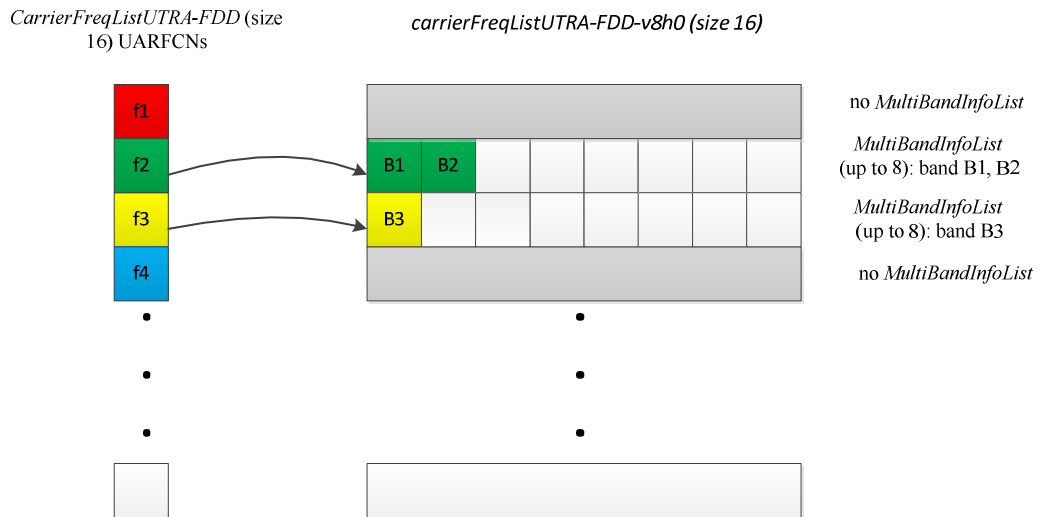 CarrierFreqListUTRA-FDD (size
16) UARFCNs
carrierFreqListUTRA-FDD-v8h0 (size 16)
f1
no MultiBandInfoList
f2
B1 B2
MultiBandInfoList
(up to 8): band B1, B2
f3
B3
MultiBandInfoList
(up to 8): band B3
f4
no MultiBandInfoList